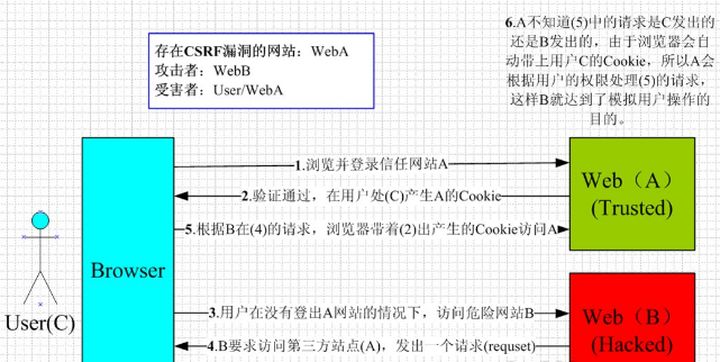 存在CSRF漏洞的网站：WebA
攻击者：WebB
受害者：User/WebA
6.A不知道(5)中的请求是C发出的
还是B发出的，由于浏览器会自
动带上用户C的Cookie，所以A会
根据用户的权限处理(5)的请求，
这样B就达到了模拟用户操作的
目的。
1.浏览并登录信任网站A
2.验证通过，在用户处(C)产生A的Cookie
5.根据B在(4)的请求，浏览器带着(2)出产生的Cookie访问A
Web（A）
(Trusted)
Browser
User(C)
3.用户在没有登出A网站的情况下，访问危险网站B
4.B要求访问第三方站点(A)，发出一个请求(requset)
Web（B）
(Hacked)